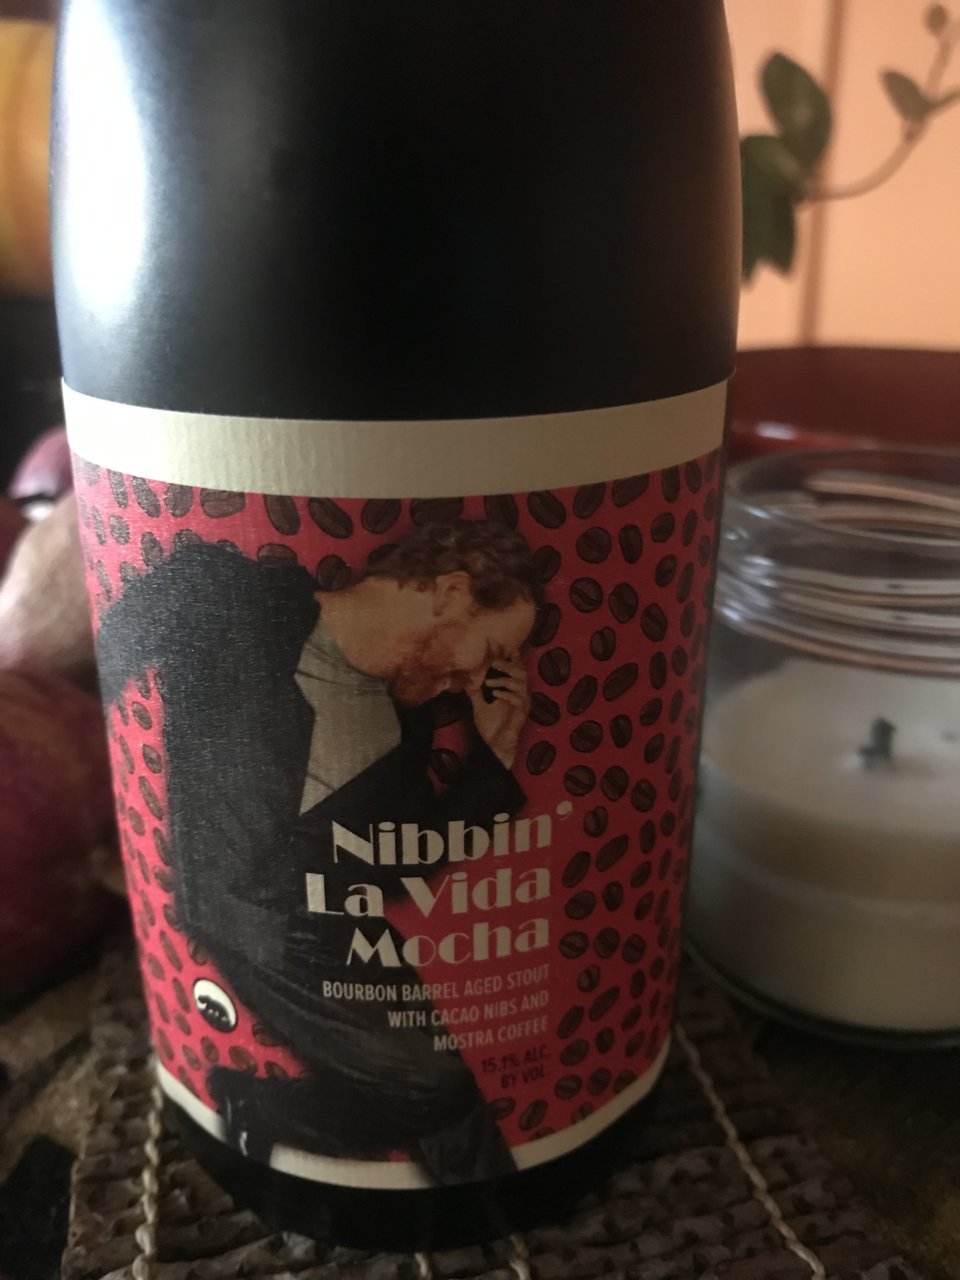 Nibbin'
La Vida
Mocha
BOURBON BARREL AGED STOUT
WITH CACAO NIBS AND
MOSTRA COFFEE
15.1% ALC.
BY VOL.